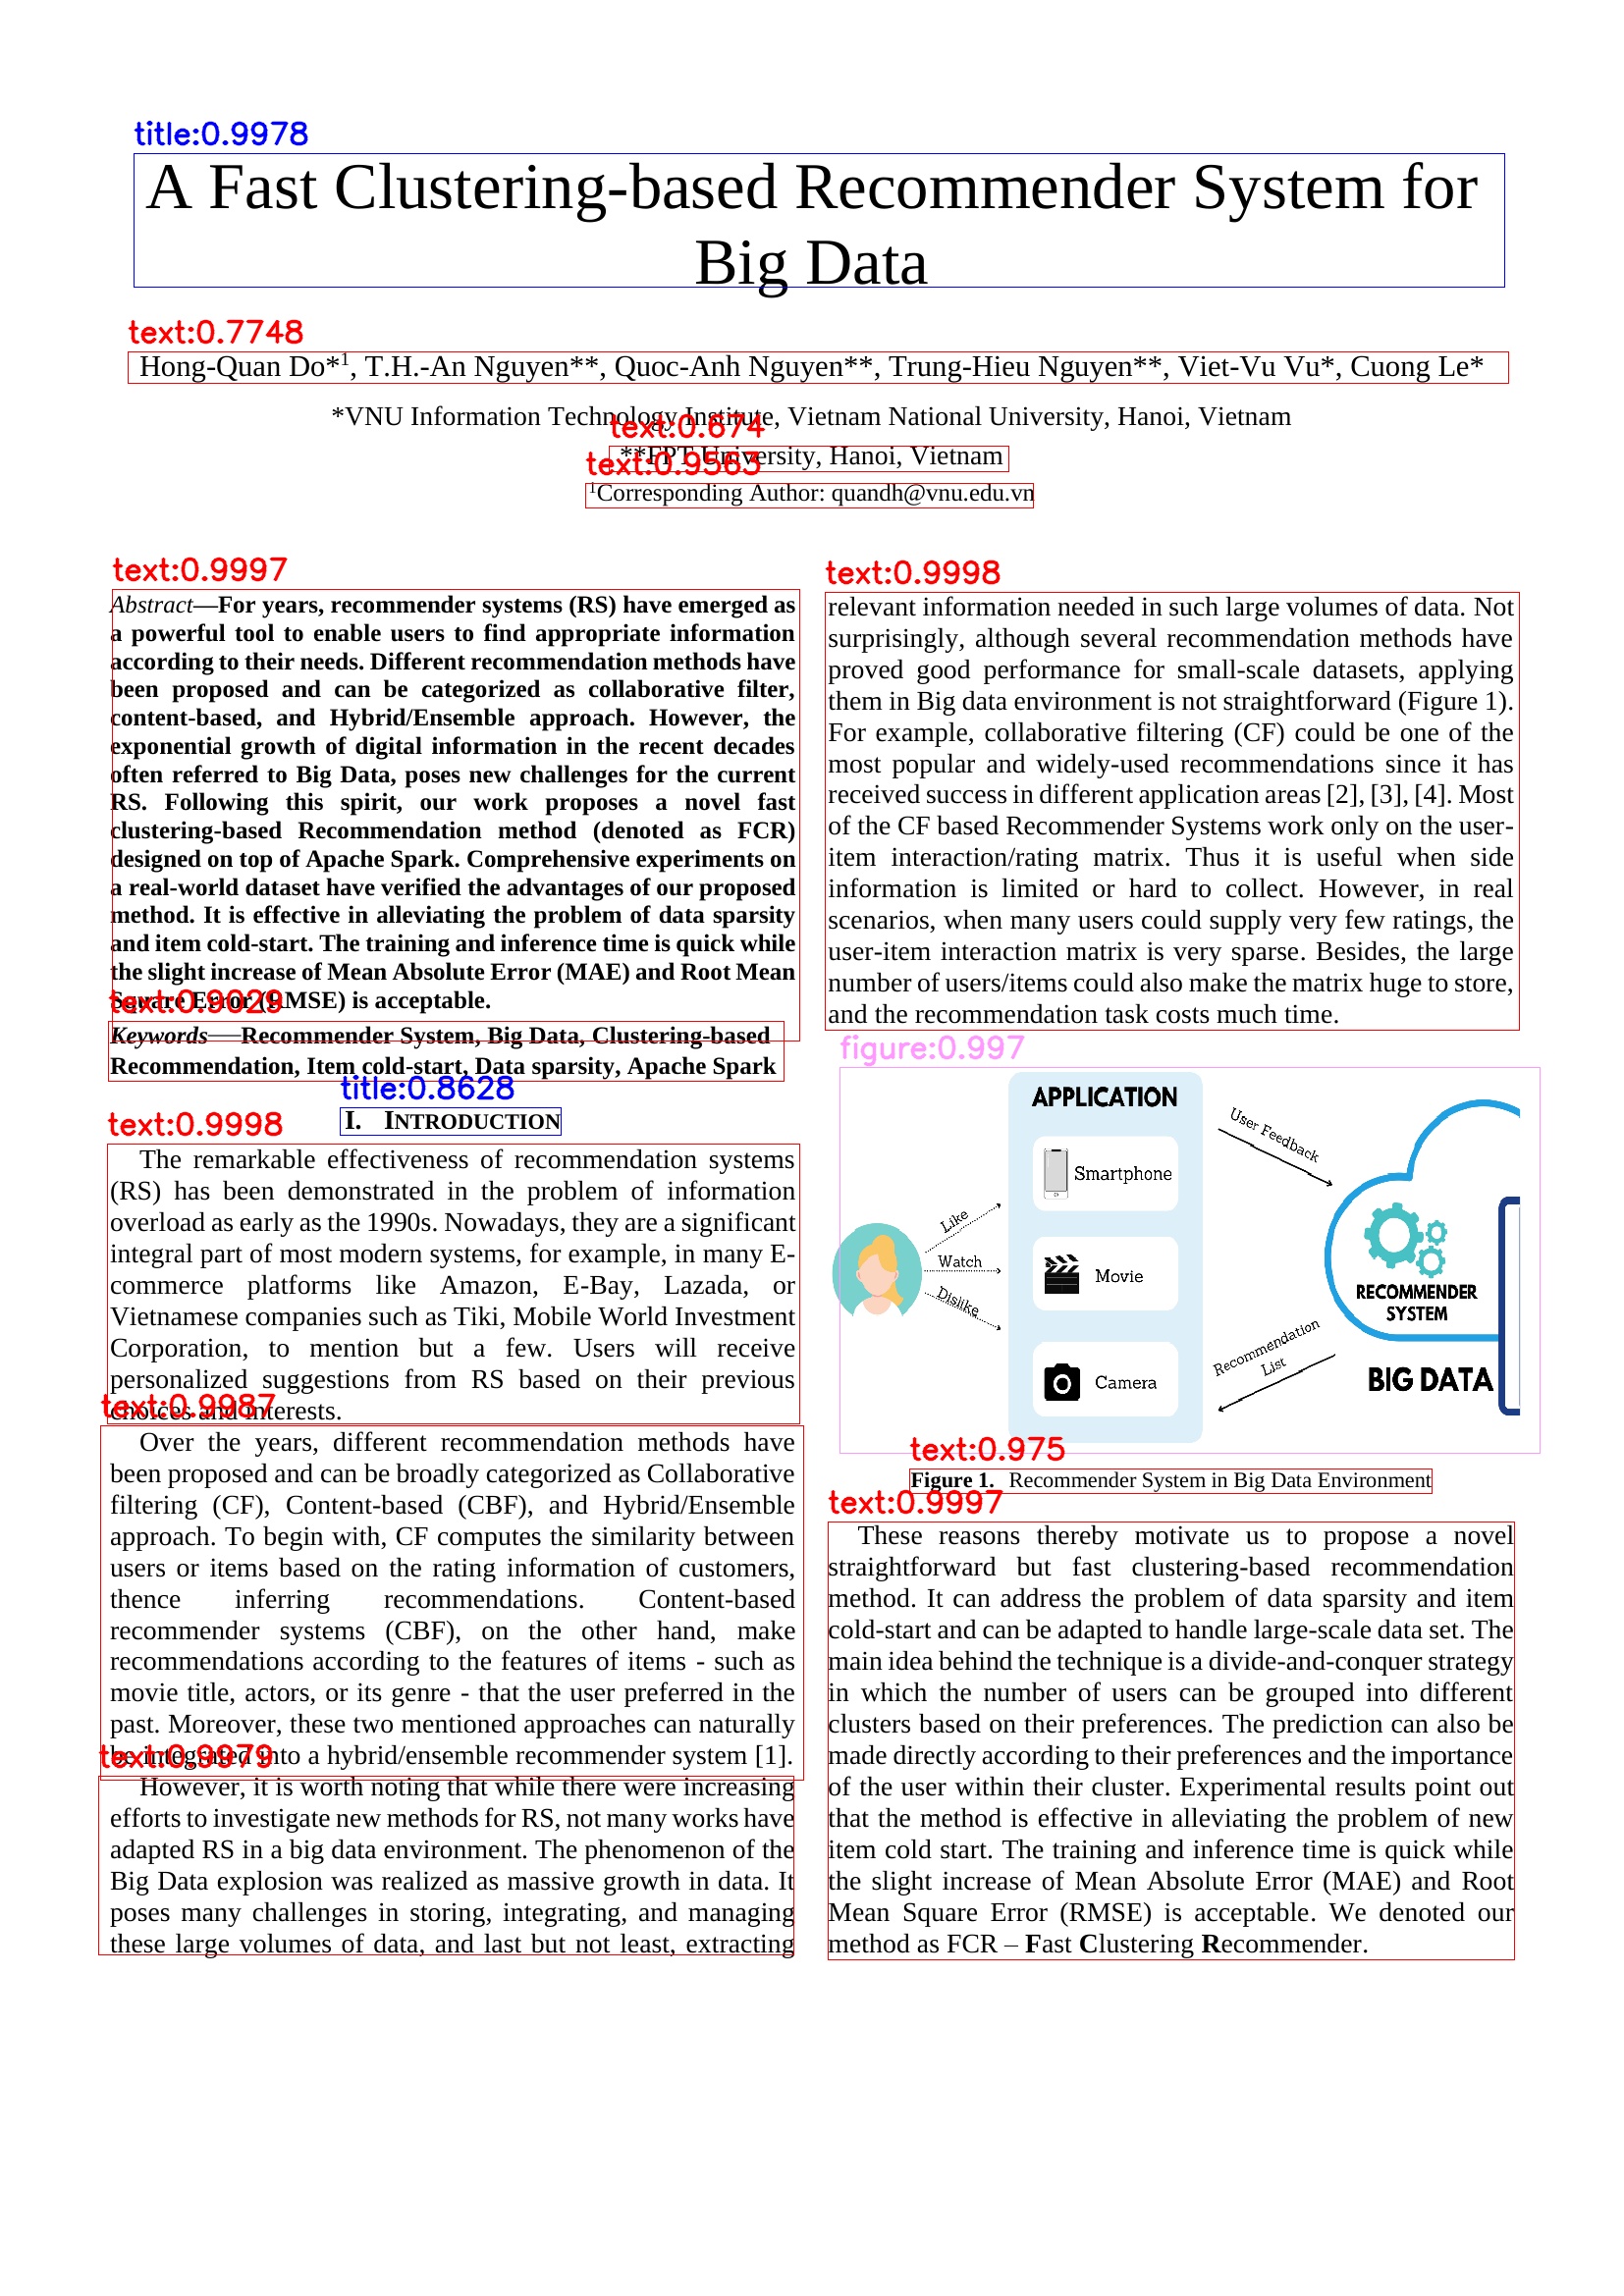 title:0.9978
A Fast Clustering-based Recommender System for
Big Data
text:0.7748
Hong-Quan Do*1, T.H.-An Nguyen**, Quoc-Anh Nguyen**, Trung-Hieu Nguyen**, Viet-Vu Vu*, Cuong Le*
*VNU Information Technology Institute, Vietnam National University, Hanoi, Vietnam
text:0.674
**FPT University, Hanoi, Vietnam
text:0.9563
1Corresponding Author: quandh@vnu.edu.vn
text:0.9997
Abstract—For years, recommender systems (RS) have emerged as
a powerful tool to enable users to find appropriate information
according to their needs. Different recommendation methods have
been proposed and can be categorized as collaborative filter,
content-based, and Hybrid/Ensemble approach. However, the
exponential growth of digital information in the recent decades
often referred to Big Data, poses new challenges for the current
RS. Following this spirit, our work proposes a novel fast
clustering-based Recommendation method (denoted as FCR)
designed on top of Apache Spark. Comprehensive experiments on
a real-world dataset have verified the advantages of our proposed
method. It is effective in alleviating the problem of data sparsity
and item cold-start. The training and inference time is quick while
the slight increase of Mean Absolute Error (MAE) and Root Mean
Square Error (RMSE) is acceptable.
text:0.9029
Keywords—–Recommender System, Big Data, Clustering-based
Recommendation, Item cold-start, Data sparsity, Apache Spark
title:0.8628
I. INTRODUCTION
text:0.9998
The remarkable effectiveness of recommendation systems
(RS) has been demonstrated in the problem of information
overload as early as the 1990s. Nowadays, they are a significant
integral part of most modern systems, for example, in many E-
commerce platforms like Amazon, E-Bay, Lazada, or
Vietnamese companies such as Tiki, Mobile World Investment
Corporation, to mention but a few. Users will receive
personalized suggestions from RS based on their previous
choices and interests.
text:0.9987
Over the years, different recommendation methods have
been proposed and can be broadly categorized as Collaborative
filtering (CF), Content-based (CBF), and Hybrid/Ensemble
approach. To begin with, CF computes the similarity between
users or items based on the rating information of customers,
thence inferring recommendations. Content-based
recommender systems (CBF), on the other hand, make
recommendations according to the features of items - such as
movie title, actors, or its genre - that the user preferred in the
past. Moreover, these two mentioned approaches can naturally
be integrated into a hybrid/ensemble recommender system [1].
text:0.9979
However, it is worth noting that while there were increasing
efforts to investigate new methods for RS, not many works have
adapted RS in a big data environment. The phenomenon of the
Big Data explosion was realized as massive growth in data. It
poses many challenges in storing, integrating, and managing
these large volumes of data, and last but not least, extracting
text:0.9998
relevant information needed in such large volumes of data. Not
surprisingly, although several recommendation methods have
proved good performance for small-scale datasets, applying
them in Big data environment is not straightforward (Figure 1).
For example, collaborative filtering (CF) could be one of the
most popular and widely-used recommendations since it has
received success in different application areas [2], [3], [4]. Most
of the CF based Recommender Systems work only on the user-
item interaction/rating matrix. Thus it is useful when side
information is limited or hard to collect. However, in real
scenarios, when many users could supply very few ratings, the
user-item interaction matrix is very sparse. Besides, the large
number of users/items could also make the matrix huge to store,
and the recommendation task costs much time.
figure:0.997
APPLICATION
User Feedback
Smartphone
Like
Watch
Dislike
Movie
RECOMMENDER
SYSTEM
Recommendation
List
Camera
BIG DATA
text:0.975
Figure 1. Recommender System in Big Data Environment
text:0.9997
These reasons thereby motivate us to propose a novel
straightforward but fast clustering-based recommendation
method. It can address the problem of data sparsity and item
cold-start and can be adapted to handle large-scale data set. The
main idea behind the technique is a divide-and-conquer strategy
in which the number of users can be grouped into different
clusters based on their preferences. The prediction can also be
made directly according to their preferences and the importance
of the user within their cluster. Experimental results point out
that the method is effective in alleviating the problem of new
item cold start. The training and inference time is quick while
the slight increase of Mean Absolute Error (MAE) and Root
Mean Square Error (RMSE) is acceptable. We denoted our
method as FCR – Fast Clustering Recommender.